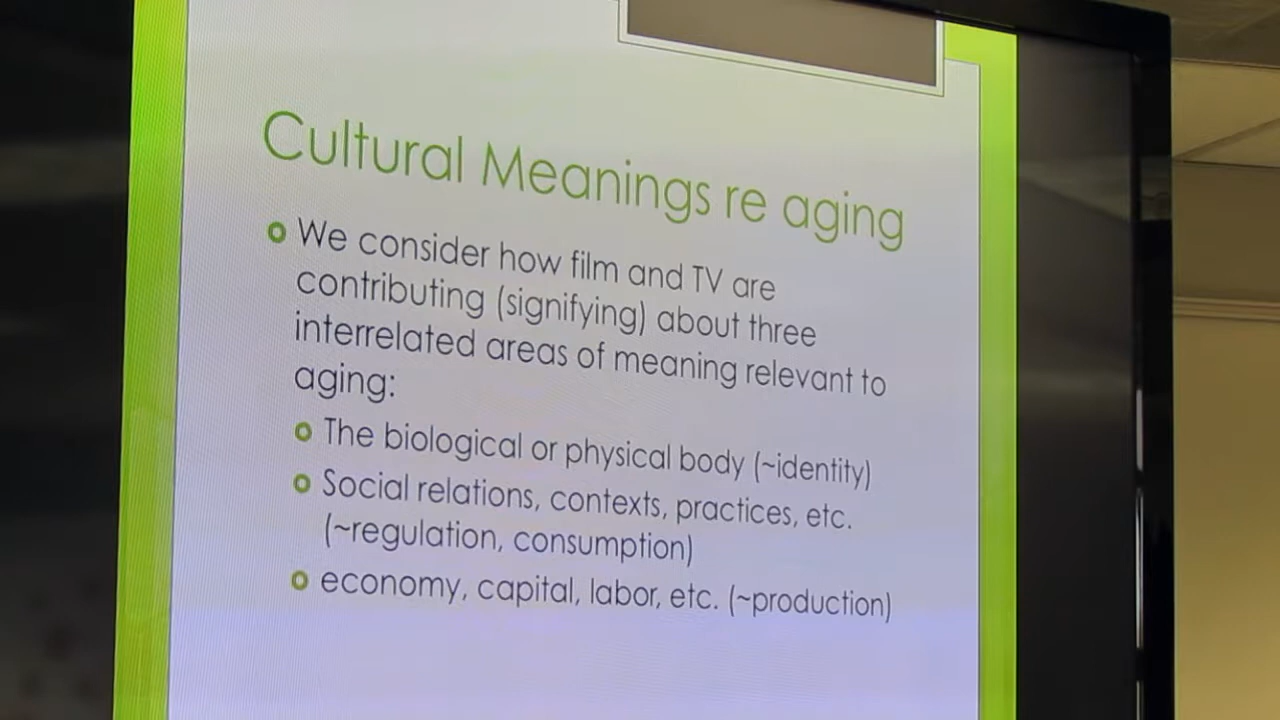 Cultural Meanings re aging
We consider how film and TV are
contributing (signifying) about three
interrelated areas of meaning relevant to
aging:
The biological or physical body (~identity)
Social relations, contexts, practices, etc.
(~regulation, consumption)
economy, capital, labor, etc. (~production)